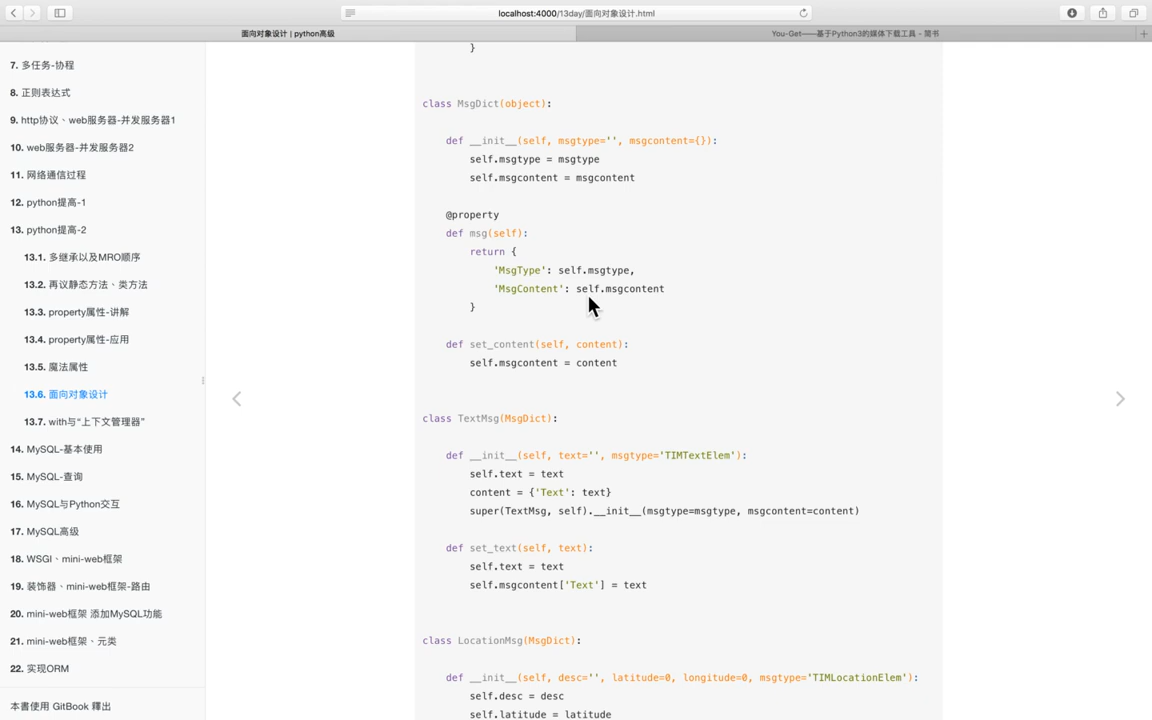 localhost:4000/13day/面向对象设计.html
面向对象设计 | python高级
You-Get——基于Python3的媒体下载工具 - 简书
7. 多任务-协程
8. 正则表达式
9. http协议、web服务器-并发服务器1
10. web服务器-并发服务器2
11. 网络通信过程
12. python提高-1
13. python提高-2
13.1. 多继承以及MRO顺序
13.2. 再议静态方法、类方法
13.3. property属性-讲解
13.4. property属性-应用
13.5. 魔法属性
13.6. 面向对象设计
13.7. with与“上下文管理器”
14. MySQL-基本使用
15. MySQL-查询
16. MySQL与Python交互
17. MySQL高级
18. WSGI、mini-web框架
19. 装饰器、mini-web框架-路由
20. mini-web框架 添加MySQL功能
21. mini-web框架、元类
22. 实现ORM
本書使用 GitBook 釋出
}
class MsgDict(object):
def __init__(self, msgtype='', msgcontent={}):
self.msgtype = msgtype
self.msgcontent = msgcontent
@property
def msg(self):
return {
'MsgType': self.msgtype,
'MsgContent': self.msgcontent
}
def set_content(self, content):
self.msgcontent = content
class TextMsg(MsgDict):
def __init__(self, text='', msgtype='TIMTextElem'):
self.text = text
content = {'Text': text}
super(TextMsg, self).__init__(msgtype=msgtype, msgcontent=content)
def set_text(self, text):
self.text = text
self.msgcontent['Text'] = text
class LocationMsg(MsgDict):
def __init__(self, desc='', latitude=0, longitude=0, msgtype='TIMLocationElem'):
self.desc = desc
self.latitude = latitude